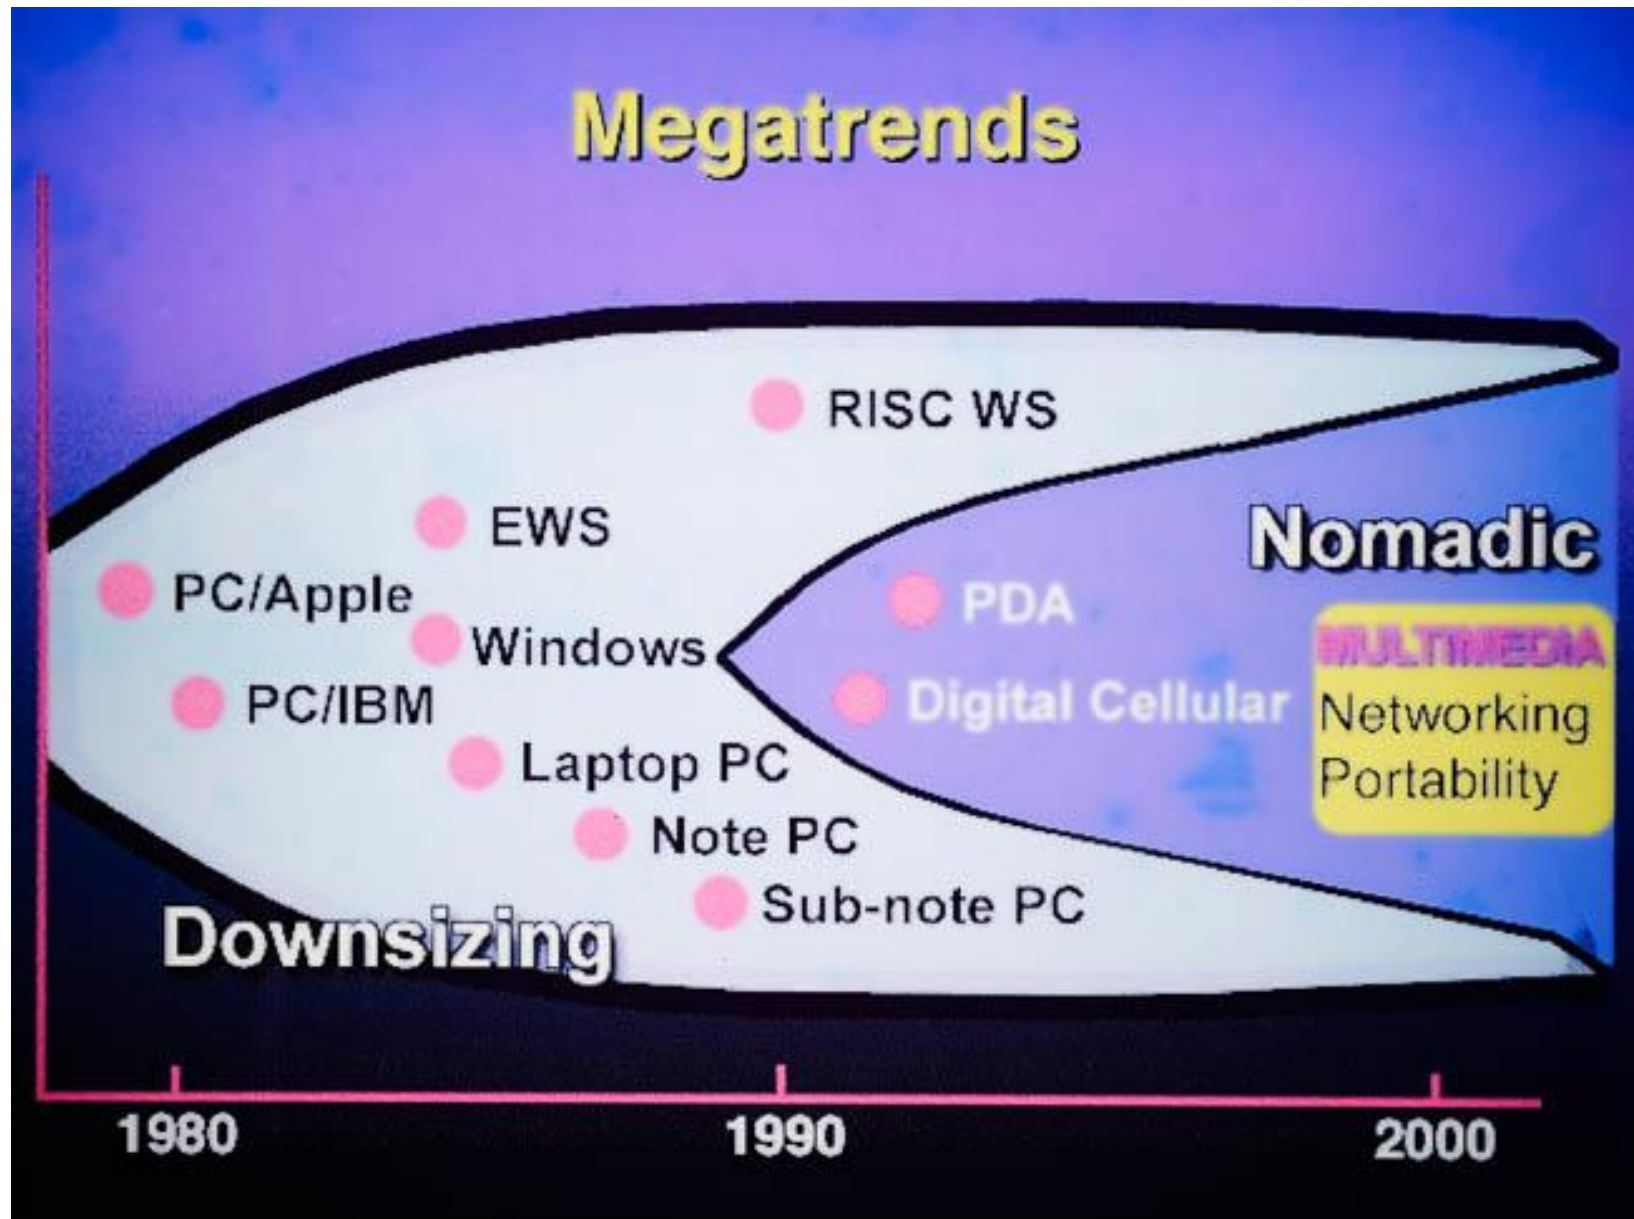 Megatrends
RISC WS
EWS
Nomadic
PC/Apple
PDA
MULTIMEDIA
Windows
PC/IBM
Digital Cellular
Networking
Laptop PC
Portability
Note PC
Sub-note PC
Downsizing
1980
1990
2000